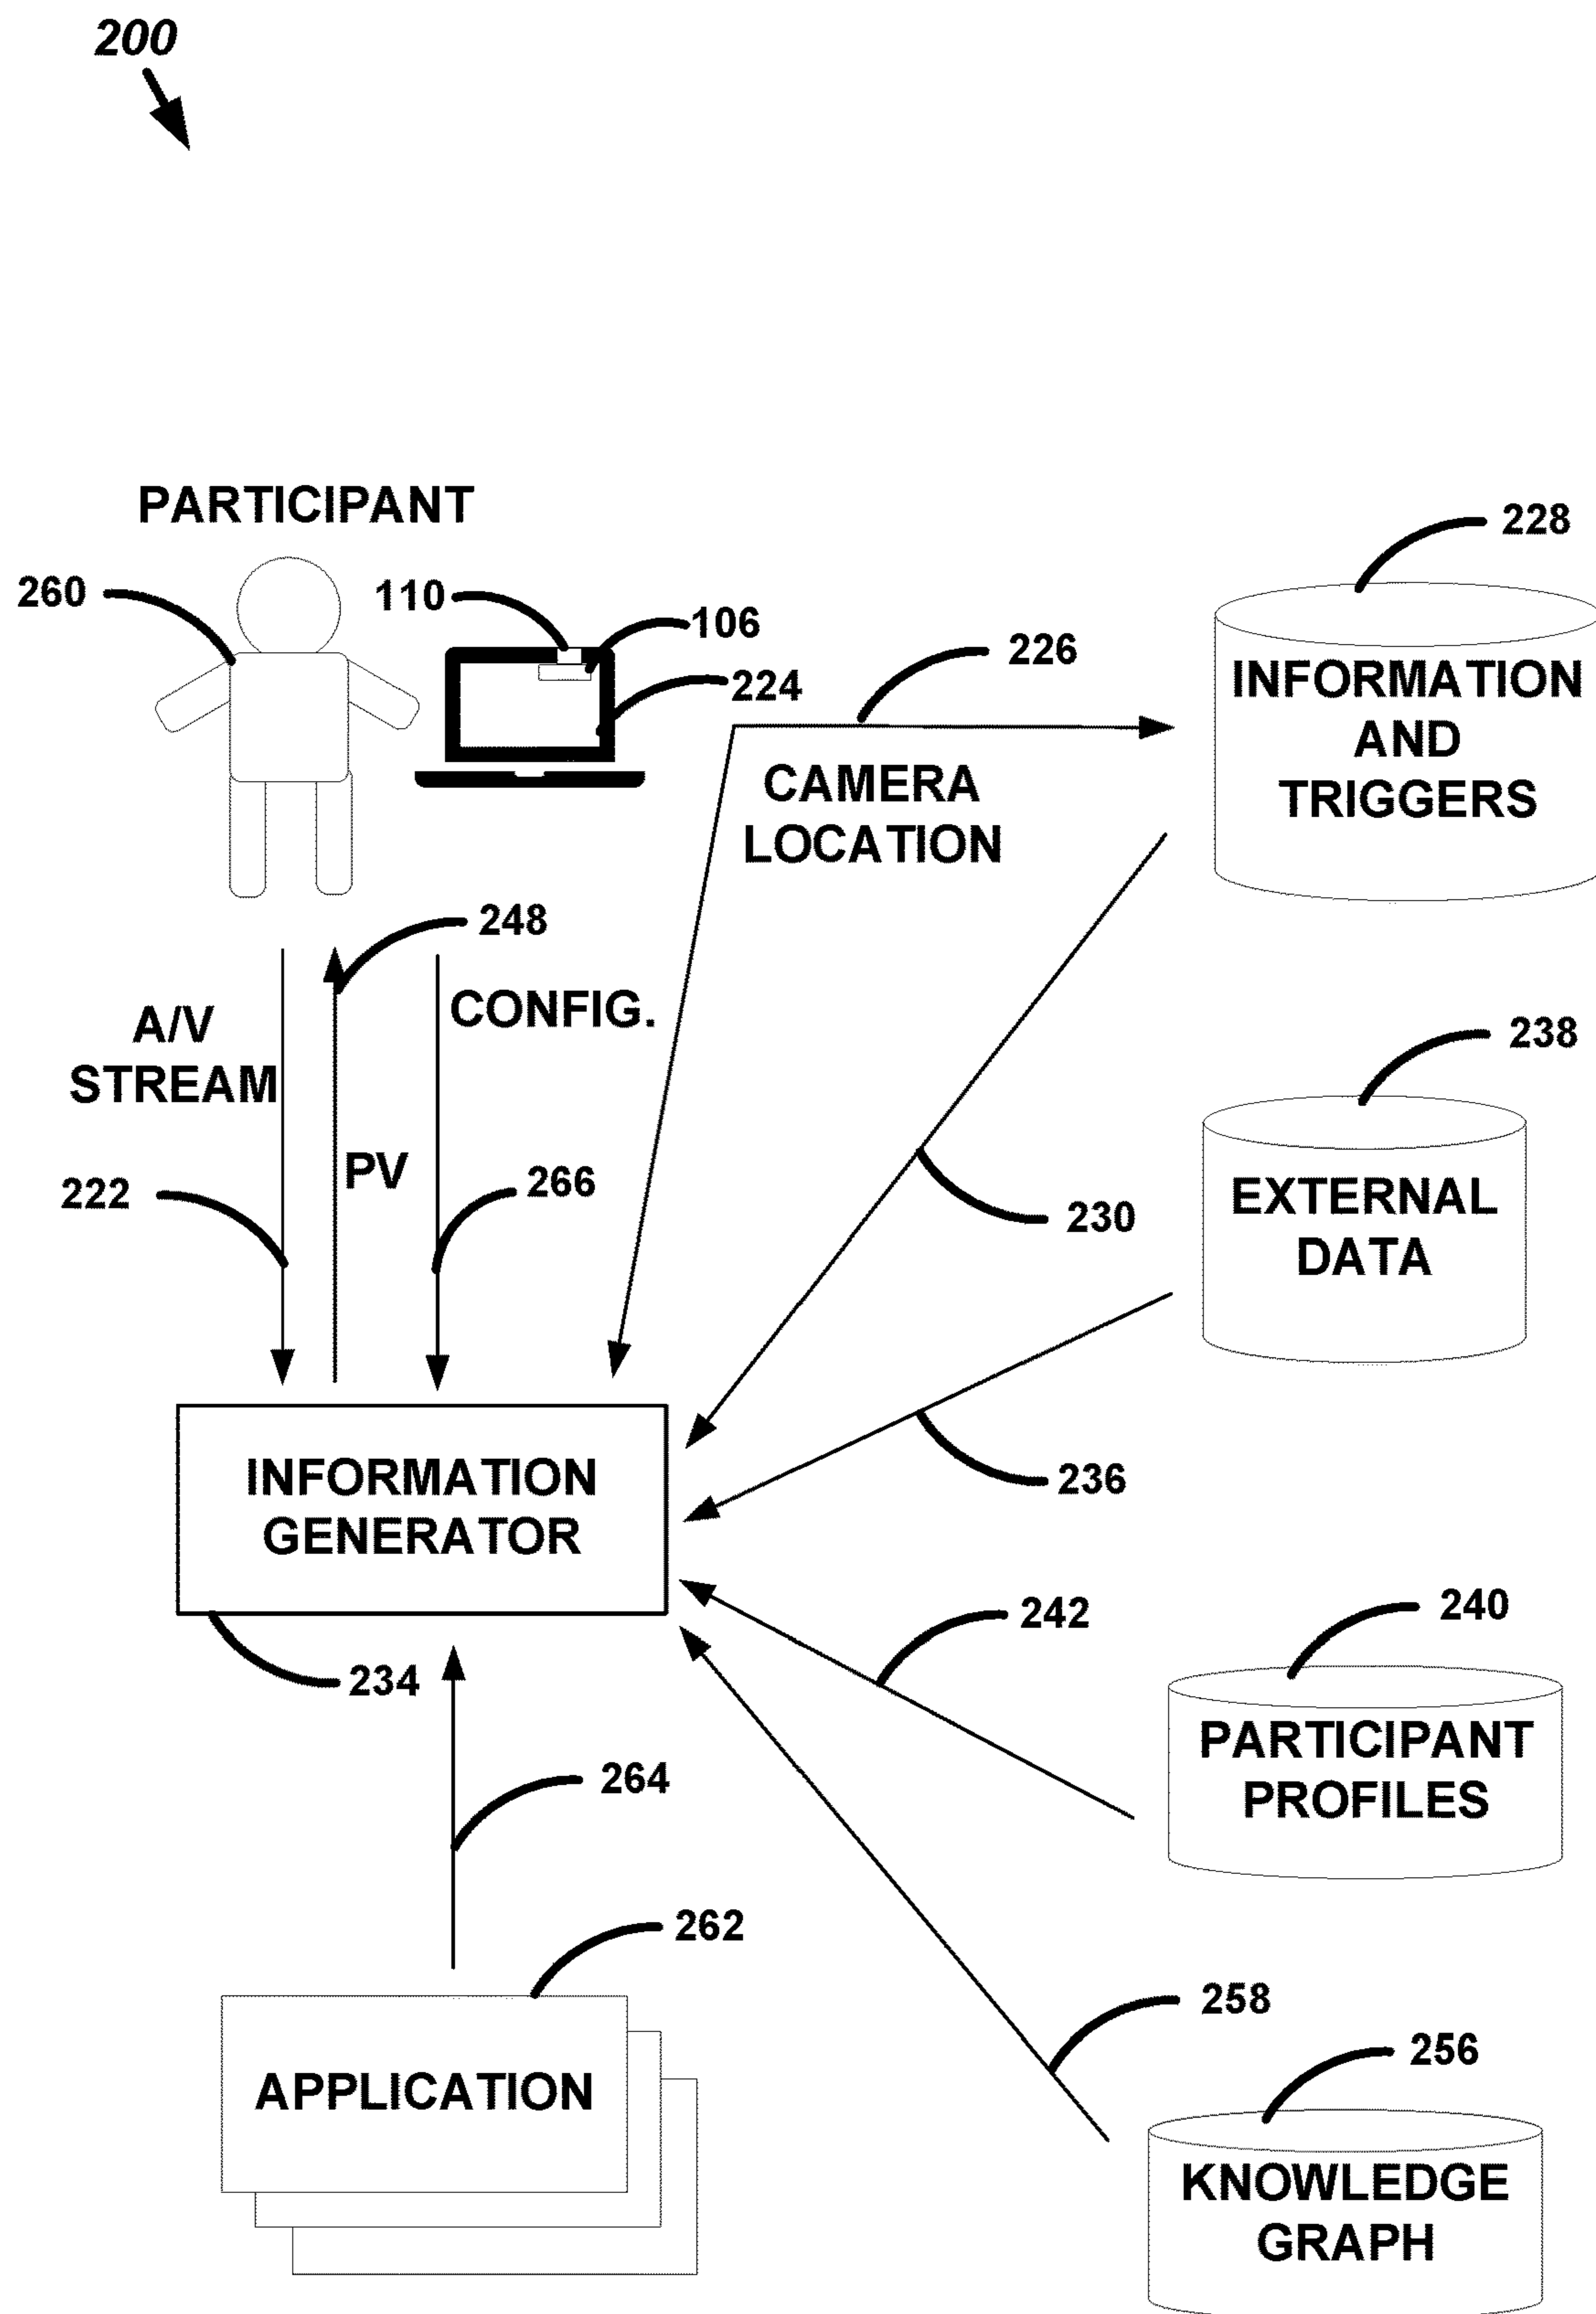 200
PARTICIPANT
260
110
106
224
226
228
INFORMATION
AND
TRIGGERS
CAMERA
LOCATION
248
CONFIG.
A/V
STREAM
PV
222
266
230
238
EXTERNAL
DATA
INFORMATION
GENERATOR
236
234
242
240
PARTICIPANT
PROFILES
264
262
APPLICATION
258
256
KNOWLEDGE
GRAPH